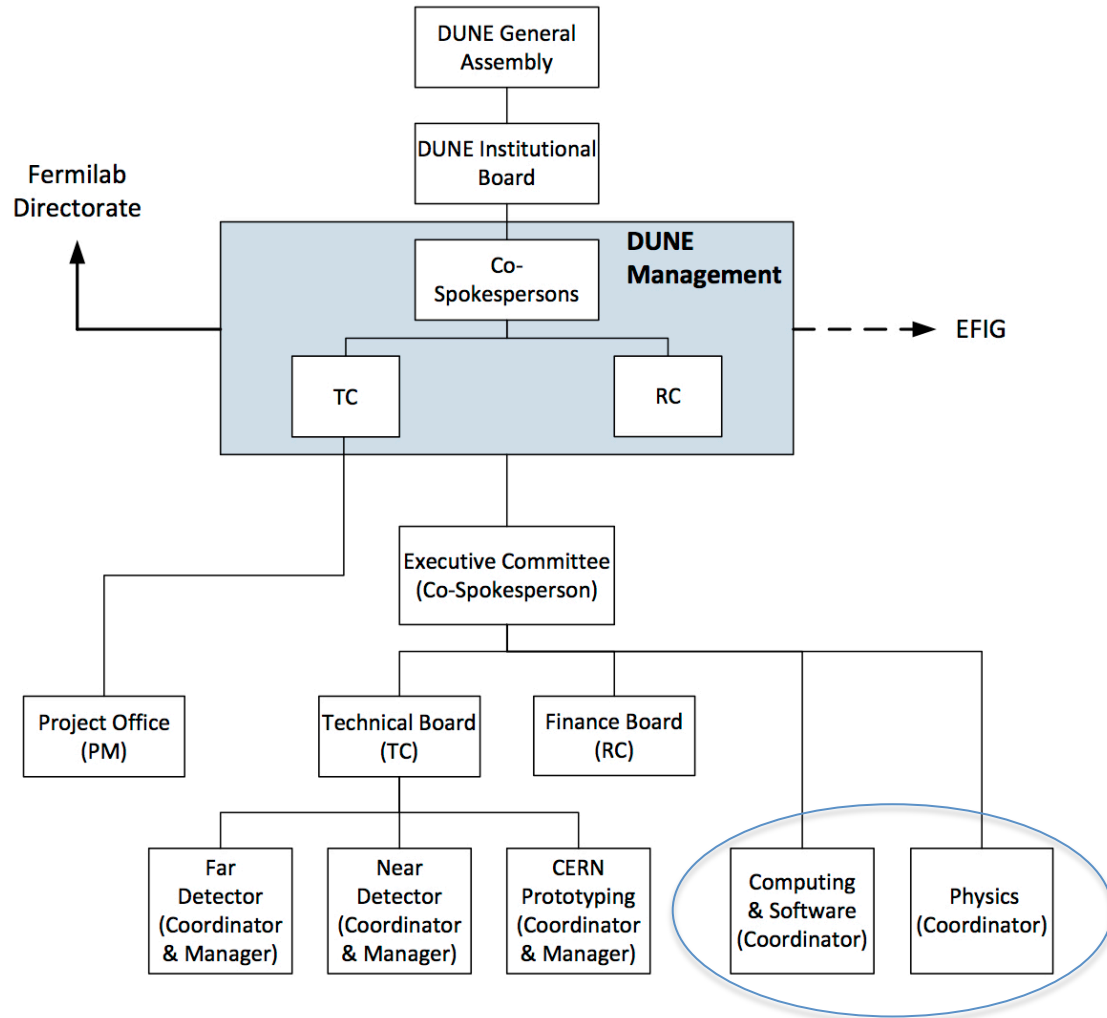 DUNE General
Assembly
DUNE Institutional
Board
Fermilab
Directorate
DUNE
Management
Co-
Spokespersons
EFIG
TC
RC
Executive Committee
(Co-Spokesperson)
Project Office
(PM)
Technical Board
(TC)
Finance Board
(RC)
Far
Detector
(Coordinator
& Manager)
Near
Detector
(Coordinator
& Manager)
CERN
Prototyping
(Coordinator
& Manager)
Computing
& Software
(Coordinator)
Physics
(Coordinator)